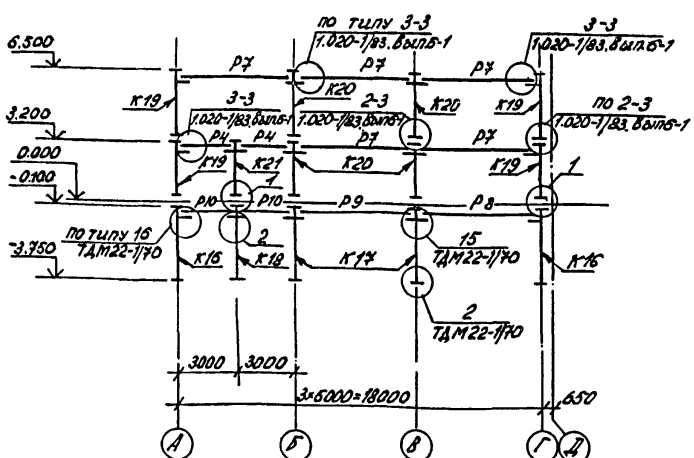 6.500
по типу 3-3
1.020-1/83. Вып.6-1
3-3
1.020-1/83. Вып.6-1
Р7
Р7
Р7
К19
К20
К20
К19
3-3
1.020-1/83. Вып.6-1
2-3
1.020-1/83. Вып.6-1
по 2-3
1.020-1/83. Вып.6-1
3.200
Р4
Р4
Р7
Р7
0.000
-0.100
К19
К21
К20
К19
1
1
Р10
Р10
Р9
Р8
по типу 16
ТДМ22-1/70
2
15
ТДМ22-1/70
-3.750
К16
К18
К17
К16
2
ТДМ22-1/70
3000
3000
3×6000=18000
650
А
Б
В
Г
Д